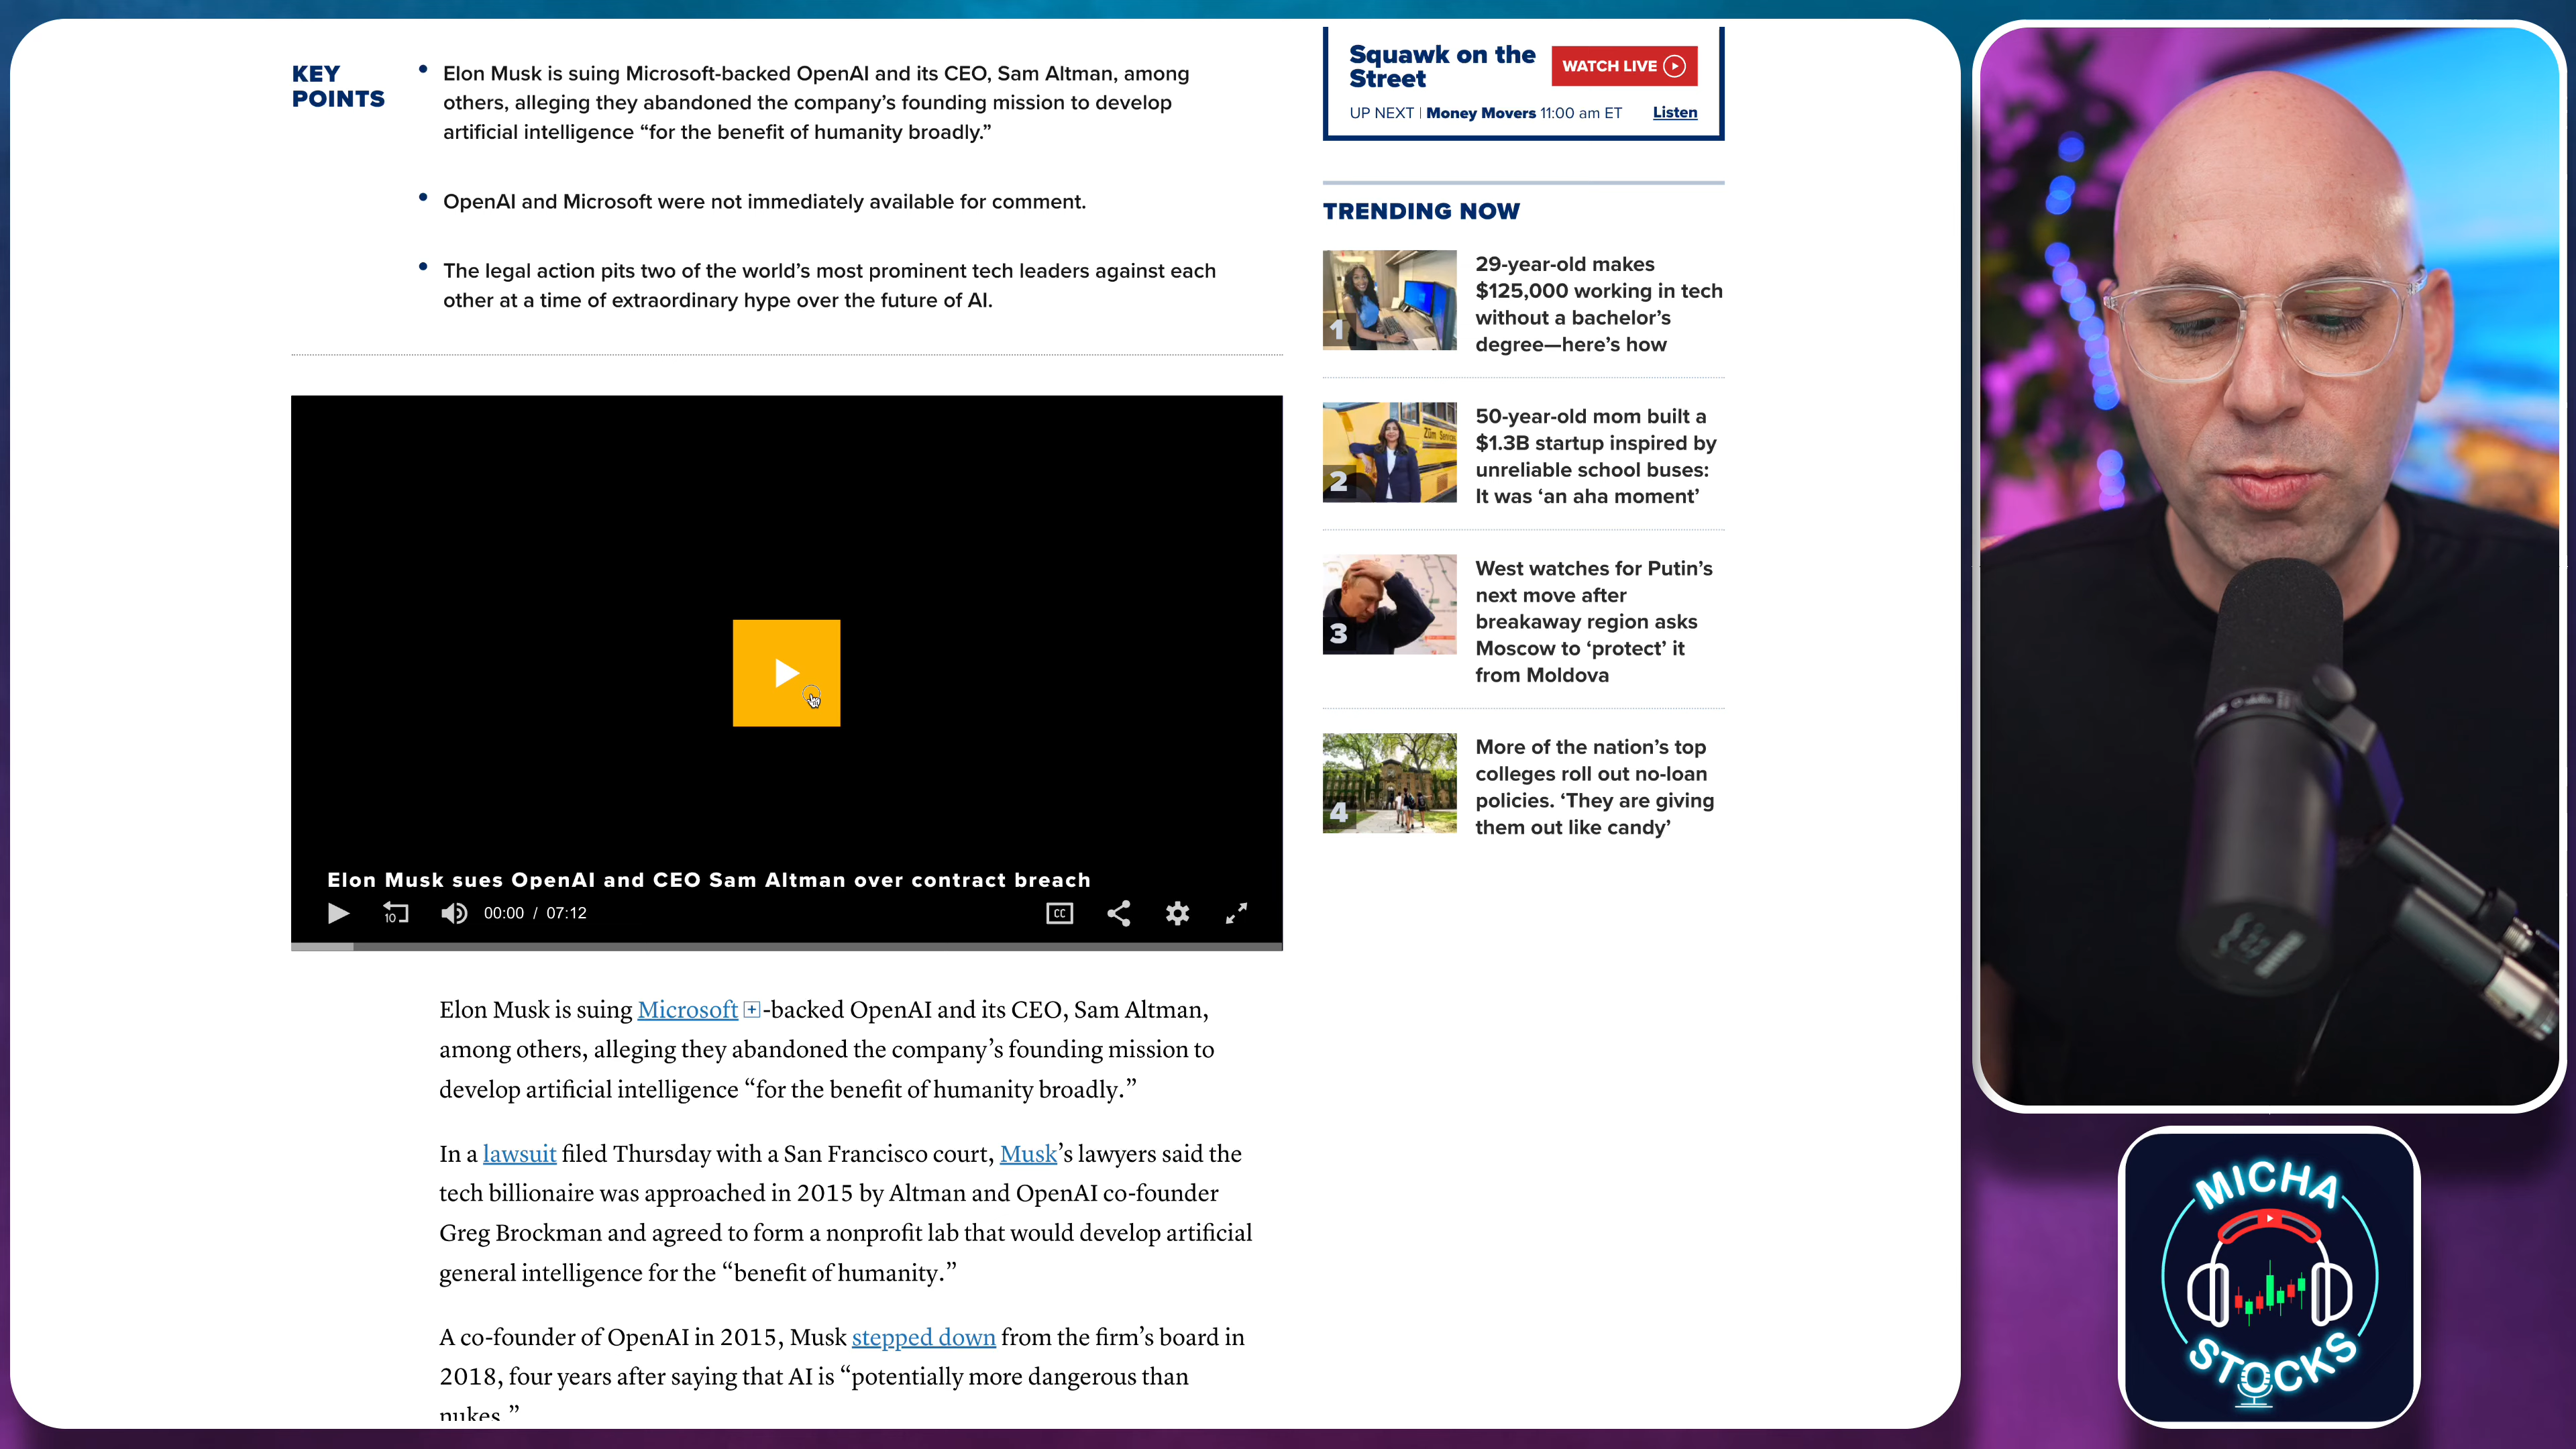 KEY
POINTS
• Elon Musk is suing Microsoft-backed OpenAI and its CEO, Sam Altman, among
others, alleging they abandoned the company’s founding mission to develop
artificial intelligence “for the benefit of humanity broadly.”
• OpenAI and Microsoft were not immediately available for comment.
• The legal action pits two of the world’s most prominent tech leaders against each
other at a time of extraordinary hype over the future of AI.
Elon Musk sues OpenAI and CEO Sam Altman over contract breach
10
00:00 / 07:12
CC
Elon Musk is suing Microsoft + -backed OpenAI and its CEO, Sam Altman,
among others, alleging they abandoned the company’s founding mission to
develop artificial intelligence “for the benefit of humanity broadly.”
In a lawsuit filed Thursday with a San Francisco court, Musk’s lawyers said the
tech billionaire was approached in 2015 by Altman and OpenAI co-founder
Greg Brockman and agreed to form a nonprofit lab that would develop artificial
general intelligence for the “benefit of humanity.”
A co-founder of OpenAI in 2015, Musk stepped down from the firm’s board in
2018, four years after saying that AI is “potentially more dangerous than
nukes.”
Squawk on the
Street
WATCH LIVE
UP NEXT | Money Movers 11:00 am ET
Listen
TRENDING NOW
1
29-year-old makes
$125,000 working in tech
without a bachelor’s
degree—here’s how
2
Züm Services
50-year-old mom built a
$1.3B startup inspired by
unreliable school buses:
It was ‘an aha moment’
3
West watches for Putin’s
next move after
breakaway region asks
Moscow to ‘protect’ it
from Moldova
4
More of the nation’s top
colleges roll out no-loan
policies. ‘They are giving
them out like candy’
MICHA
STOCKS